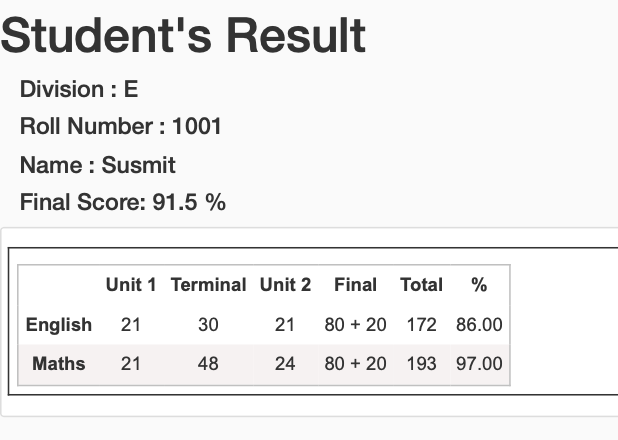 Student's Result
Division : E
Roll Number : 1001
Name : Susmit
Final Score: 91.5 %
Unit 1 Terminal Unit 2 Final Total %
English 21 30 21 80 + 20 172 86.00
Maths 21 48 24 80 + 20 193 97.00